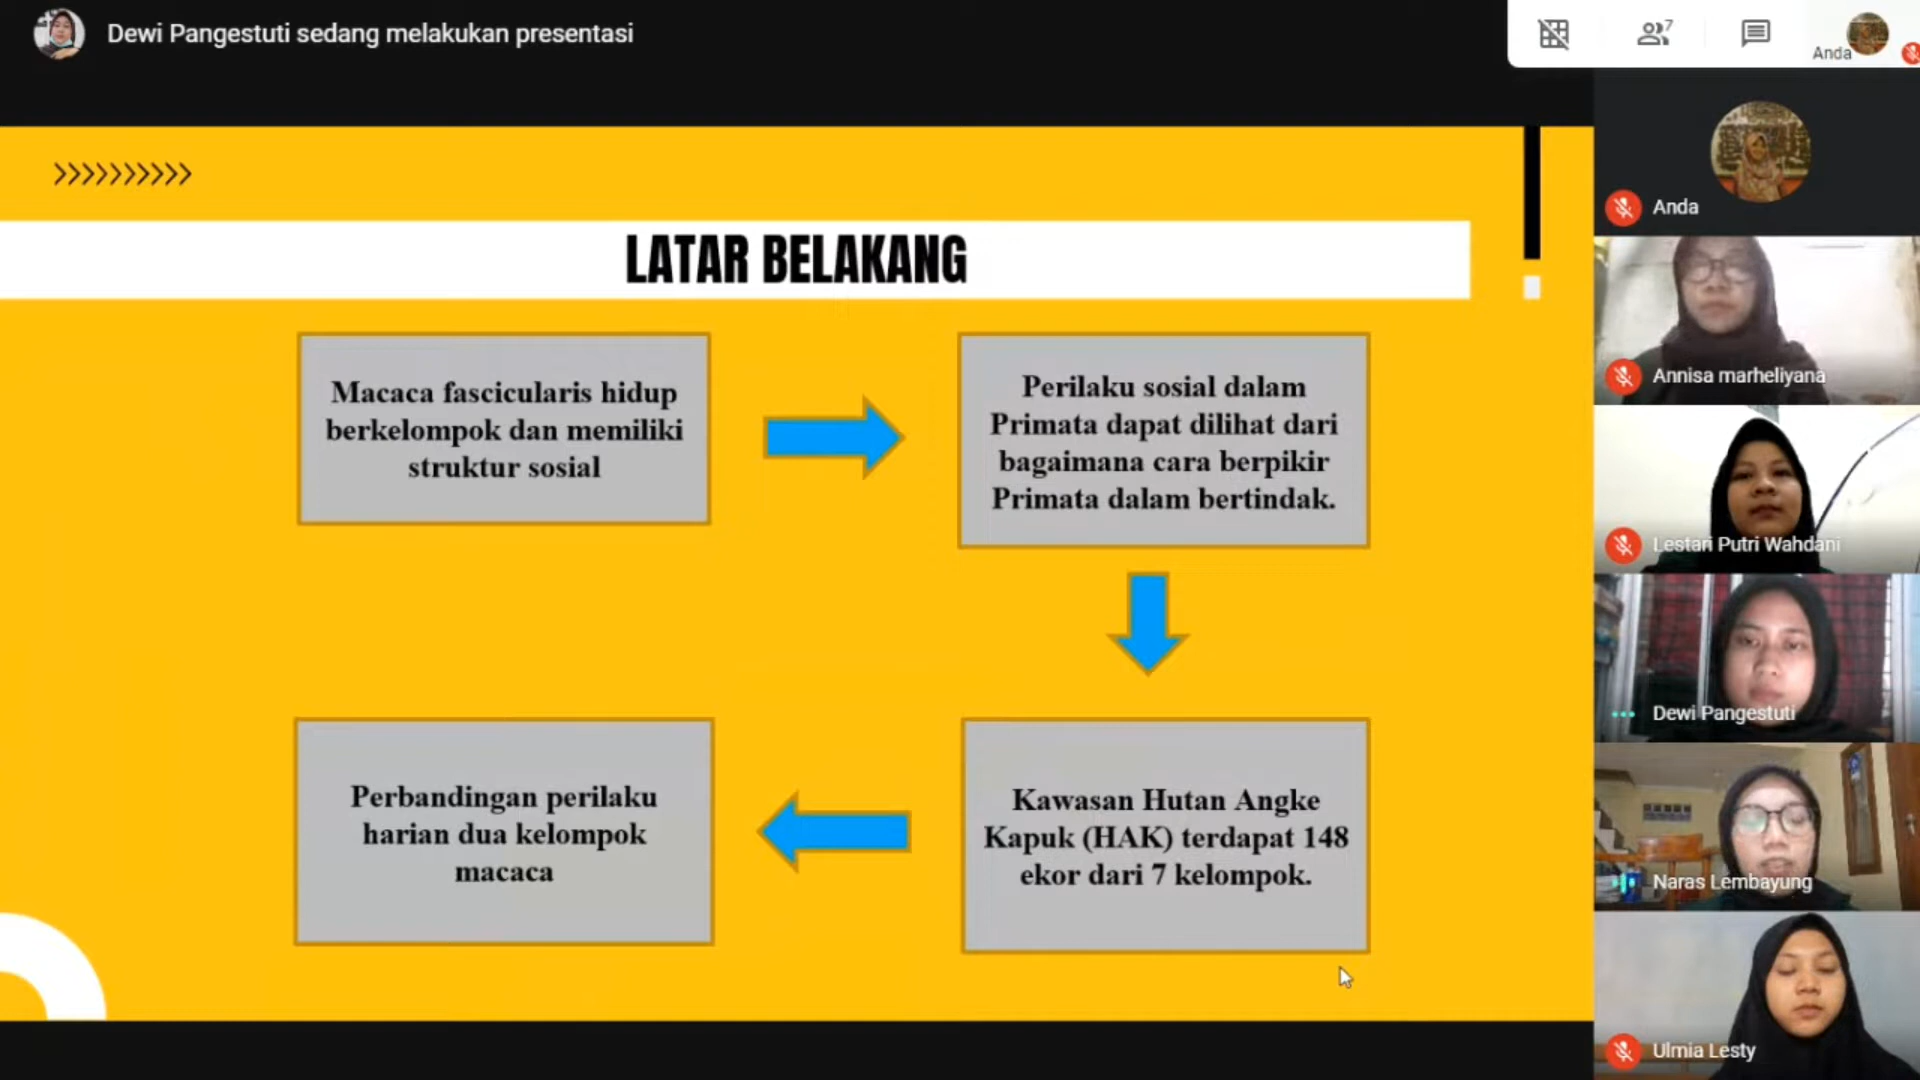 Dewi Pangestuti sedang melakukan presentasi
7
Anda
>>>>>>>>>>
LATAR BELAKANG
Macaca fascicularis hidup
berkelompok dan memiliki
struktur sosial
Perilaku sosial dalam
Primata dapat dilihat dari
bagaimana cara berpikir
Primata dalam bertindak.
Kawasan Hutan Angke
Kapuk (HAK) terdapat 148
ekor dari 7 kelompok.
Perbandingan perilaku
harian dua kelompok
macaca
Anda
Annisa marheliyana
Lestari Putri Wahdani
Dewi Pangestuti
Naras Lembayung
Ulmia Lesty